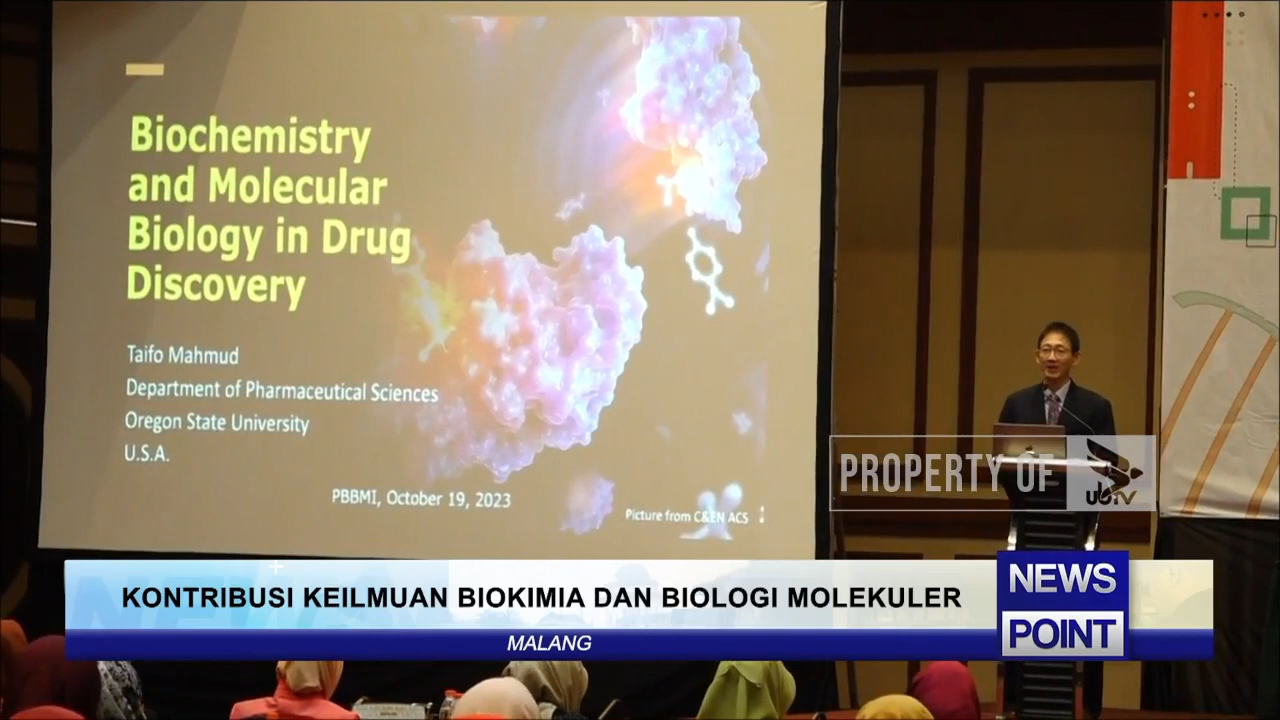 Biochemistry
and Molecular
Biology in Drug
Discovery
Taifo Mahmud
Department of Pharmaceutical Sciences
Oregon State University
U.S.A.
PBBMI, October 19, 2023
Picture from C&EN ACS
PROPERTY OF
UBTV
KONTRIBUSI KEILMUAN BIOKIMIA DAN BIOLOGI MOLEKULER
NEWS
POINT
MALANG